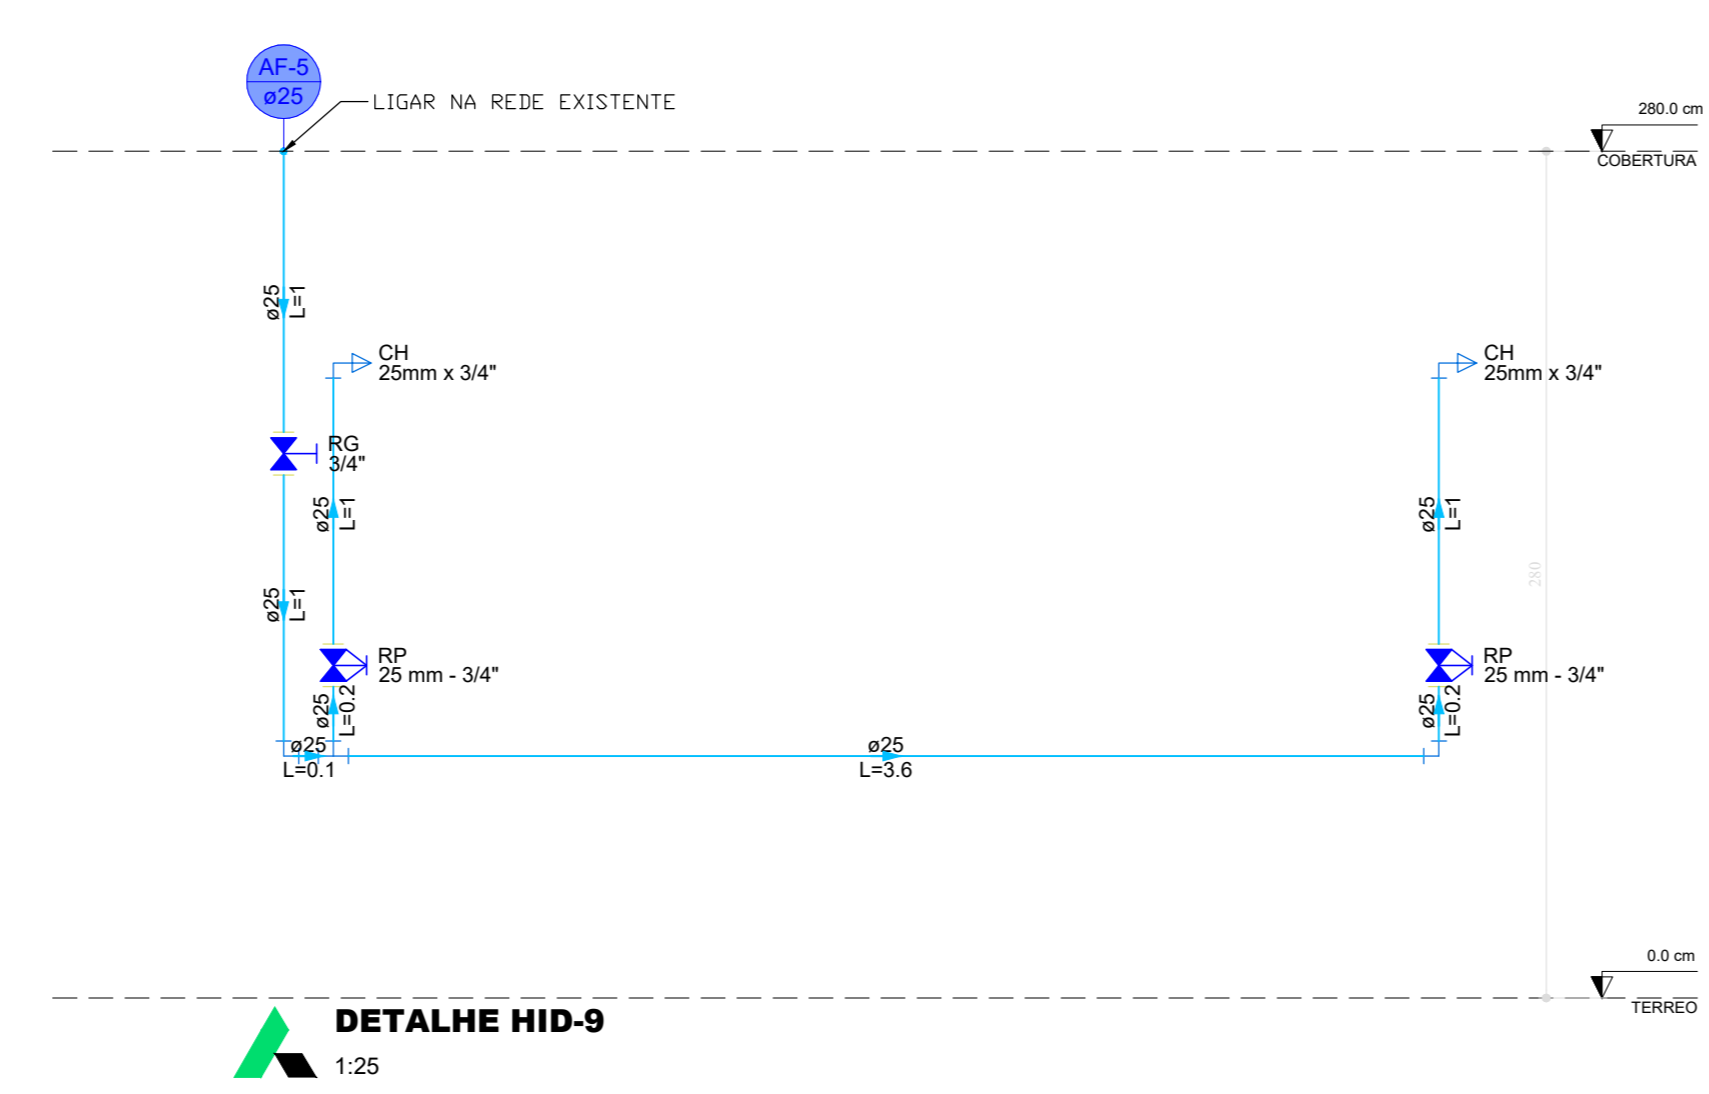 AF-5
ø25
LIGAR NA REDE EXISTENTE
280.0 cm
COBERTURA
ø25
L=1
CH
25mm x 3/4"
CH
25mm x 3/4"
RG
3/4"
ø25
L=1
ø25
L=1
280
ø25
L=1
RP
25 mm - 3/4"
RP
25 mm - 3/4"
ø25
L=0.2
ø25
L=0.2
ø25
L=0.1
ø25
L=3.6
0.0 cm
TERREO
DETALHE HID-9
1:25